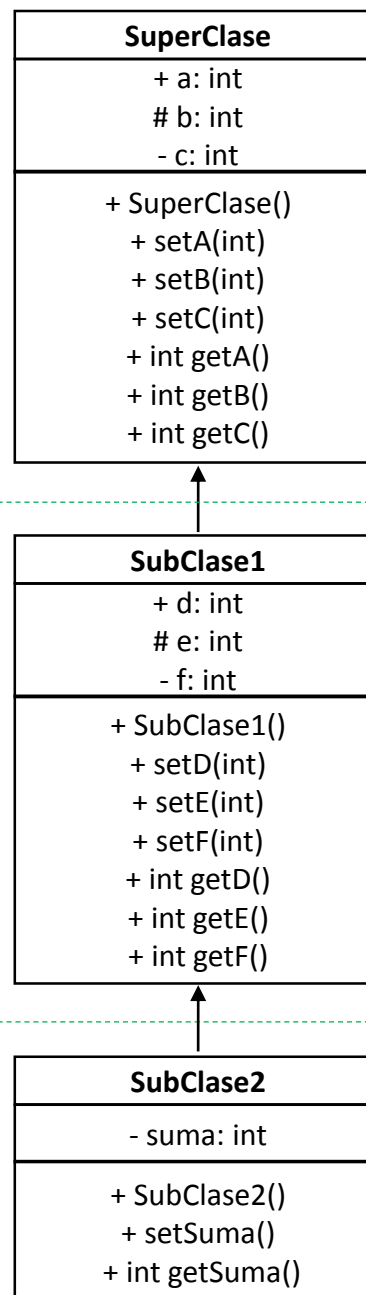 SuperClase
+ a: int
# b: int
- c: int
+ SuperClase()
+ setA(int)
+ setB(int)
+ setC(int)
+ int getA()
+ int getB()
+ int getC()
SubClase1
+ d: int
# e: int
- f: int
+ SubClase1()
+ setD(int)
+ setE(int)
+ setF(int)
+ int getD()
+ int getE()
+ int getF()
SubClase2
- suma: int
+ SubClase2()
+ setSuma()
+ int getSuma()